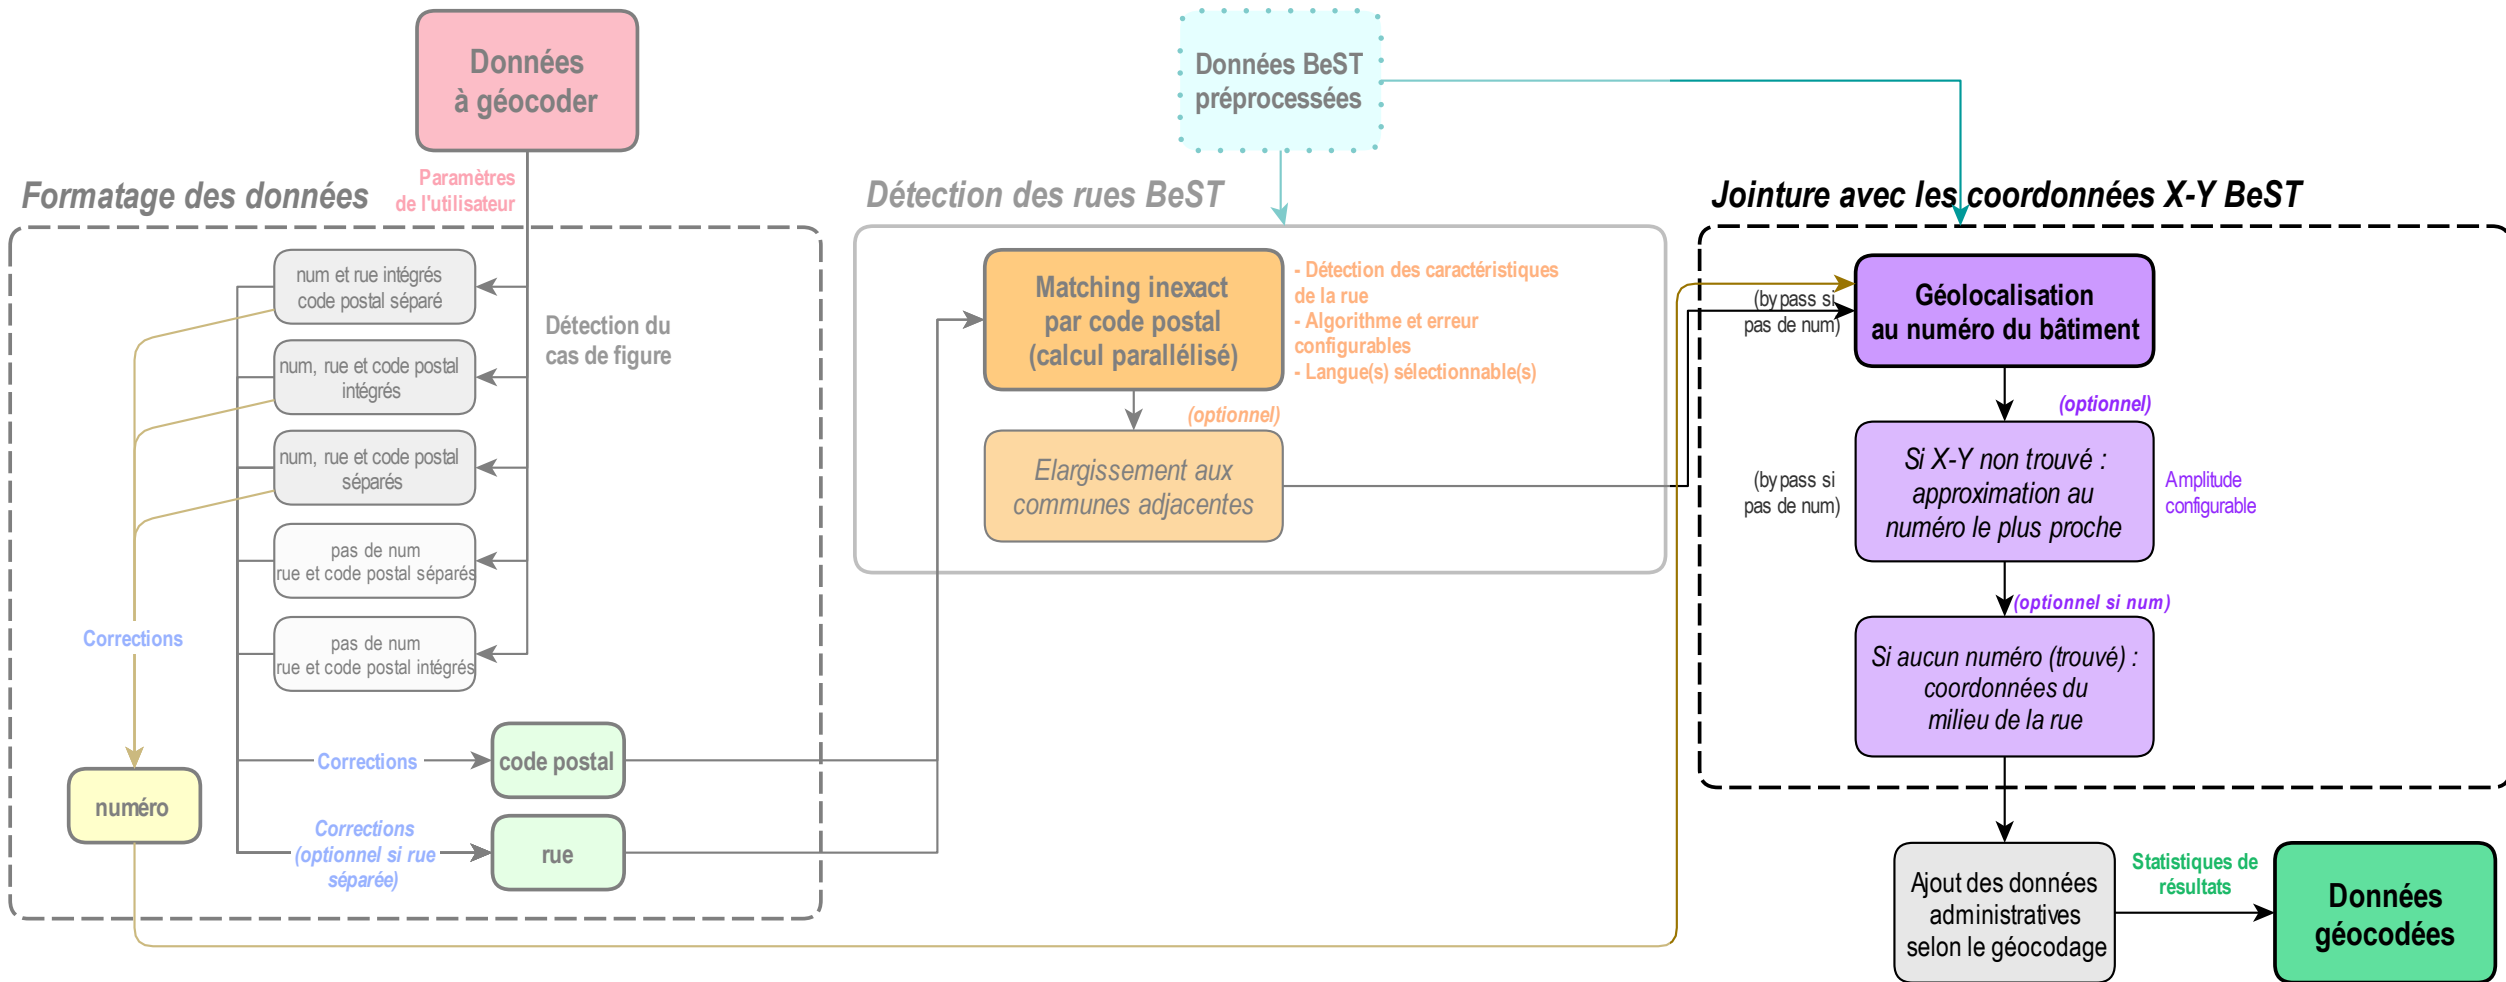 Données
à géocoder
Données BeST
préprocessées
Paramètres
de l'utilisateur
Formatage des données
Détection des rues BeST
Jointure avec les coordonnées X-Y BeST
num et rue intégrés
code postal séparé
num, rue et code postal
intégrés
num, rue et code postal
séparés
pas de num
rue et code postal séparés
pas de num
rue et code postal intégrés
Détection du
cas de figure
Corrections
numéro
Corrections
code postal
Corrections
(optionnel si rue
séparée)
rue
Matching inexact
par code postal
(calcul parallélisé)
- Détection des caractéristiques
de la rue
- Algorithme et erreur
configurables
- Langue(s) sélectionnable(s)
(optionnel)
Elargissement aux
communes adjacentes
(bypass si
pas de num)
Géolocalisation
au numéro du bâtiment
(optionnel)
(bypass si
pas de num)
Si X-Y non trouvé :
approximation au
numéro le plus proche
Amplitude
configurable
(optionnel si num)
Si aucun numéro (trouvé) :
coordonnées du
milieu de la rue
Ajout des données
administratives
selon le géocodage
Statistiques de
résultats
Données
géocodées